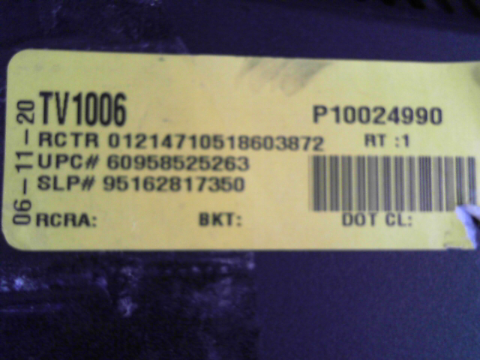 06-11-20
TV1006
P10024990
RCTR 01214710518603872
RT :1
UPC# 60958525263
SLP# 95162817350
RCRA: BKT: DOT CL: